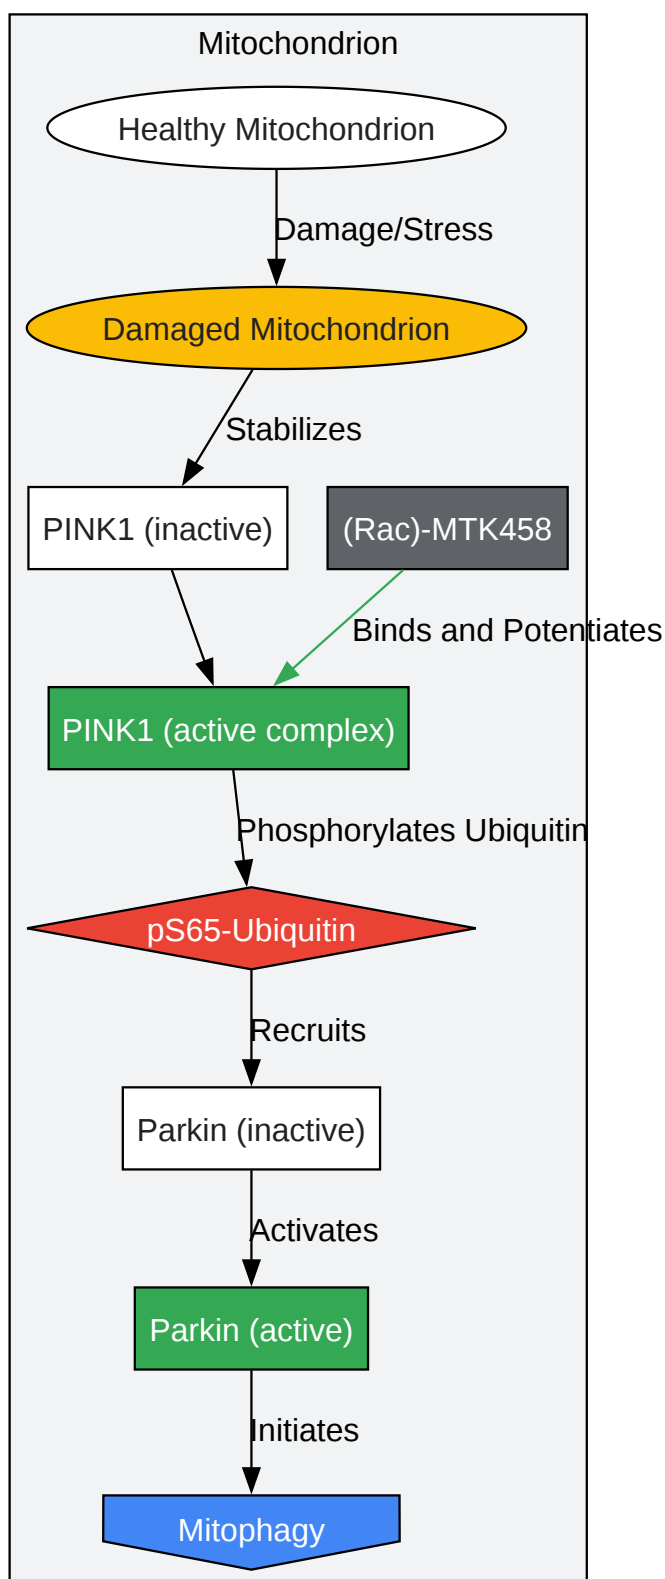 Mitochondrion
Healthy Mitochondrion
Damage/Stress
Damaged Mitochondrion
Stabilizes
PINK1 (inactive)
(Rac)-MTK458
Binds and Potentiates
PINK1 (active complex)
Phosphorylates Ubiquitin
pS65-Ubiquitin
Recruits
Parkin (inactive)
Activates
Parkin (active)
Initiates
Mitophagy